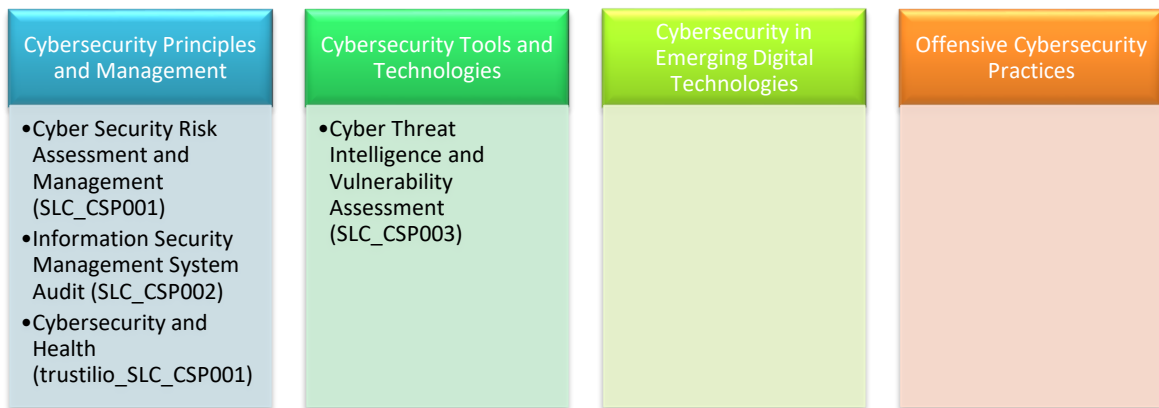 Cybersecurity Principles
and Management
•Cyber Security Risk
Assessment and
Management
(SLC_CSP001)
•Information Security
Management System
Audit (SLC_CSP002)
•Cybersecurity and
Health
(trustilio_SLC_CSP001)
Cybersecurity Tools and
Technologies
•Cyber Threat
Intelligence and
Vulnerability
Assessment
(SLC_CSP003)
Cybersecurity in
Emerging Digital
Technologies
Offensive Cybersecurity
Practices